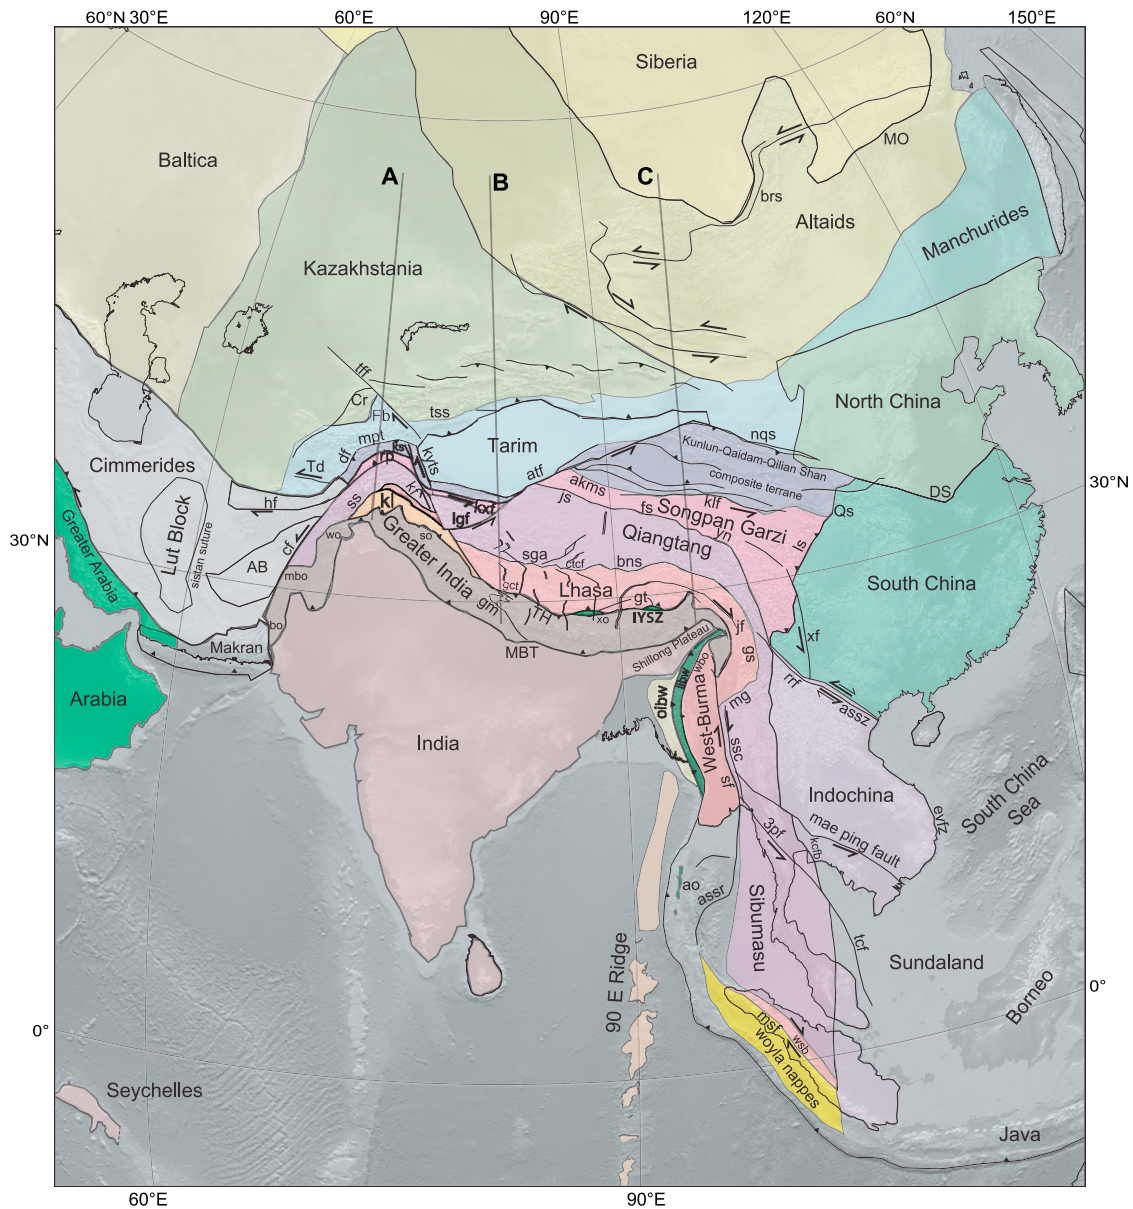 60°N 30°E
60°E
90°E
120°E
60°N
150°E
Siberia
MO
Baltica
A
B
C
brs
Altaids
Manchurides
Kazakhstania
tff
Cr
Fb
tss
mpt
Tarim
North China
nqs
Kunlun-Qaidam-Qilian Shan
composite terrane
Cimmerides
Td
df
ks
rp
kyts
atf
akms
js
klf
fs
Songpan Garzi
yn
Qs
DS
30°N
hf
ss
kf
kxf
lgf
kl
Lut Block
sistan suture
cf
AB
Greater Arabia
30°N
wo
so
Greater India
Qiangtang
ls
sga
ctcf
bns
South China
mbo
gct
Lhasa
gt
gm
TH
xo
IYSZ
jf
xf
bo
Makran
MBT
Shillong Plateau
gs
Arabia
iibw
wbo
oibw
West-Burma
mg
rrf
assz
India
ssc
sf
Indochina
South China
Sea
evfz
3pf
kcfb
mae ping fault
ao
assr
Sibumasu
tcf
Sundaland
90 E Ridge
Borneo
0°
0°
msf
wsb
woyla nappes
Seychelles
Java
60°E
90°E